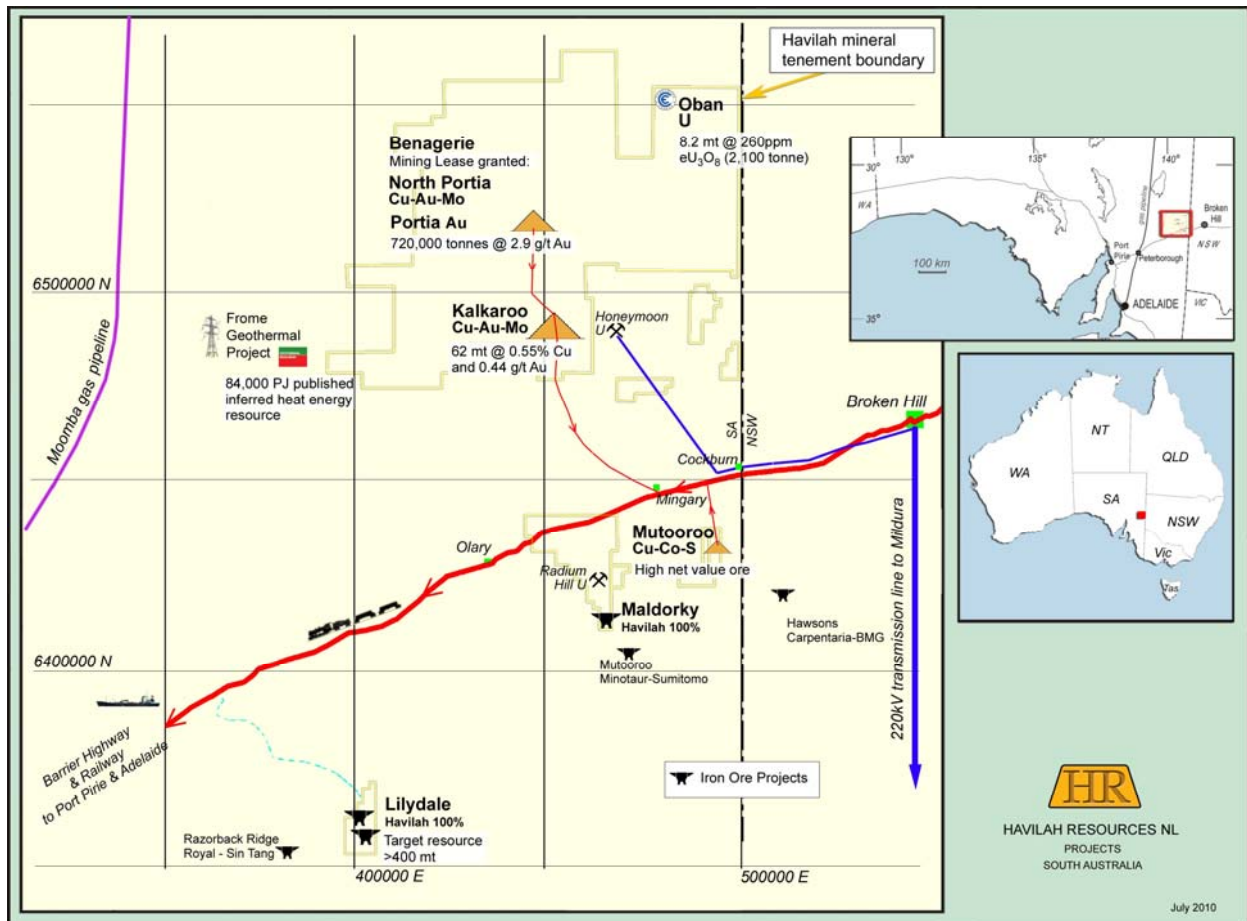 Havilah mineral
tenement boundary
Oban
U
8.2 mt @ 260ppm
eU₃O₈ (2,100 tonne)
Benagerie
Mining Lease granted:
North Portia
Cu-Au-Mo
Portia Au
720,000 tonnes @ 2.9 g/t Au
6500000 N
Kalkaroo
Cu-Au-Mo
62 mt @ 0.55% Cu
and 0.44 g/t Au
Honeymoon
U
Frome
Geothermal
Project
84,000 PJ published
inferred heat energy
resource
Moomba gas pipeline
Broken Hill
SA
NSW
Cockburn
Mingary
Mutooroo
Cu-Co-S
High net value ore
Olary
Radium
Hill U
Maldorky
Havilah 100%
Hawsons
Carpentaria-BMG
Mutooroo
Minotaur-Sumitomo
6400000 N
220kV transmission line to Mildura
Barrier Highway
& Railway
to Port Pirie & Adelaide
Iron Ore Projects
Lilydale
Havilah 100%
Target resource
>400 mt
Razorback Ridge
Royal - Sin Tang
400000 E
500000 E
30°
130°
135°
140°
WA
gas pipeline
Broken
Hill
NSW
Port
Pirie
Peterborough
100 km
ADELAIDE
VIC
35°
NT
QLD
WA
SA
NSW
Vic
Tas
HR
HAVILAH RESOURCES NL
PROJECTS
SOUTH AUSTRALIA
July 2010